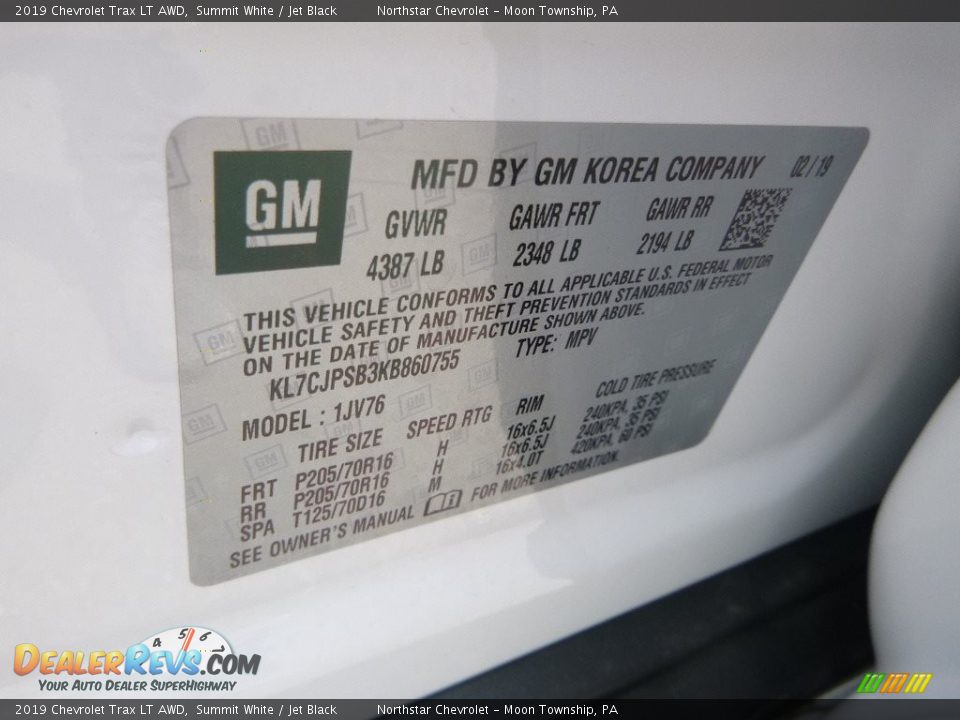 2019 Chevrolet Trax LT AWD, Summit White / Jet Black Northstar Chevrolet - Moon Township, PA
GM
MFD BY GM KOREA COMPANY 02/19
GVWR GAWR FRT GAWR RR
4387 LB 2348 LB 2194 LB
THIS VEHICLE CONFORMS TO ALL APPLICABLE U.S. FEDERAL MOTOR
VEHICLE SAFETY AND THEFT PREVENTION STANDARDS IN EFFECT
ON THE DATE OF MANUFACTURE SHOWN ABOVE.
KL7CJPSB3KB860755 TYPE: MPV
MODEL : 1JV76
TIRE SIZE SPEED RTG RIM COLD TIRE PRESSURE
FRT P205/70R16 H 16x6.5J 240KPA, 35 PSI
RR P205/70R16 H 16x6.5J 240KPA, 35 PSI
SPA T125/70D16 M 16x4.0T 420KPA, 60 PSI
SEE OWNER'S MANUAL FOR MORE INFORMATION.
4 5 6
DEALERREVS.COM
YOUR AUTO DEALER SUPERHIGHWAY
2019 Chevrolet Trax LT AWD, Summit White / Jet Black Northstar Chevrolet - Moon Township, PA